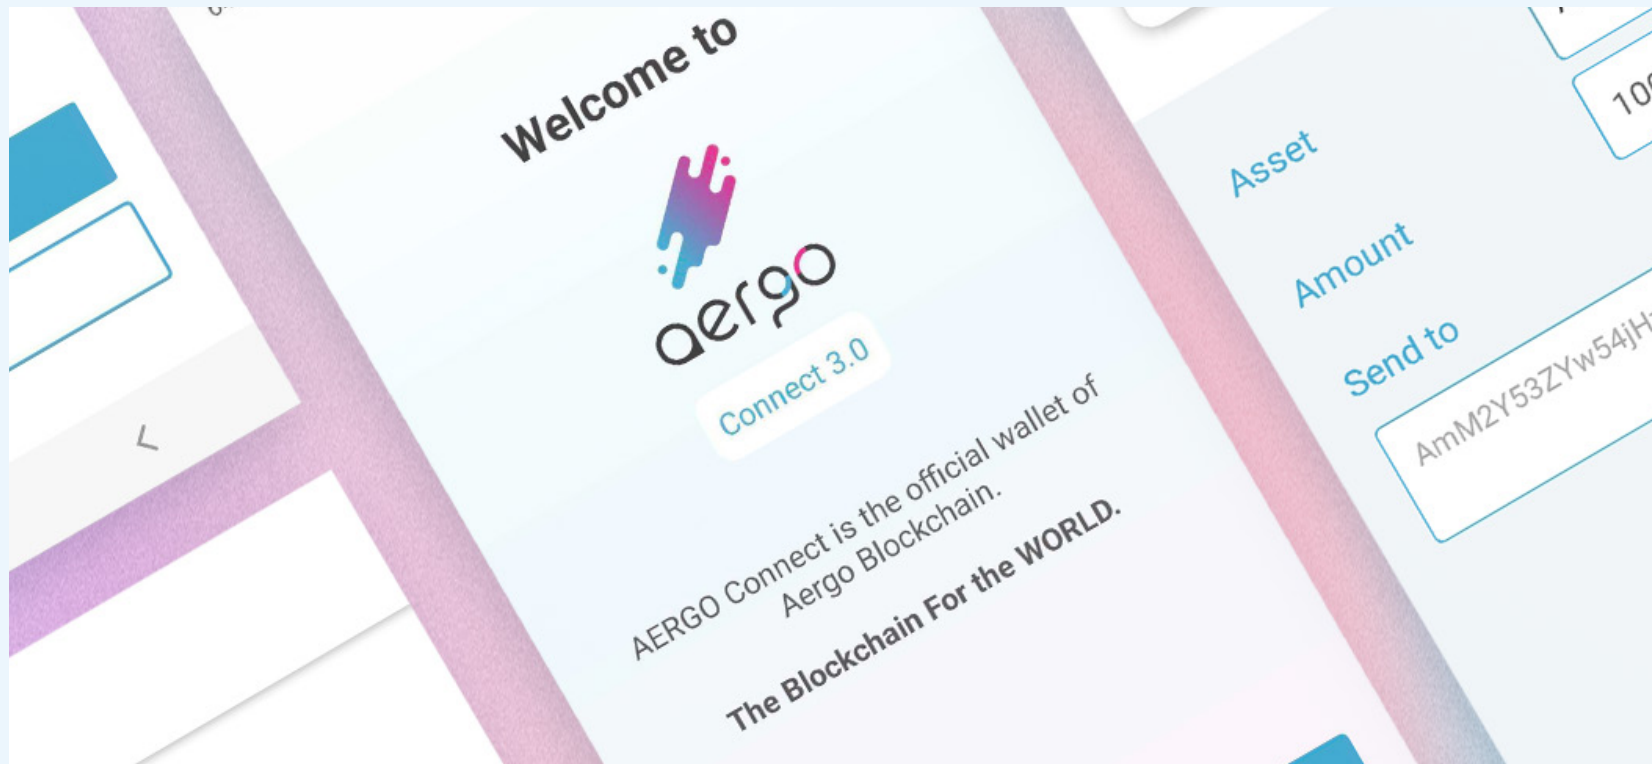 Welcome to
aergo
Connect 3.0
AERGO Connect is the official wallet of
Aergo Blockchain.
The Blockchain For the WORLD.
Asset
Amount
Send to